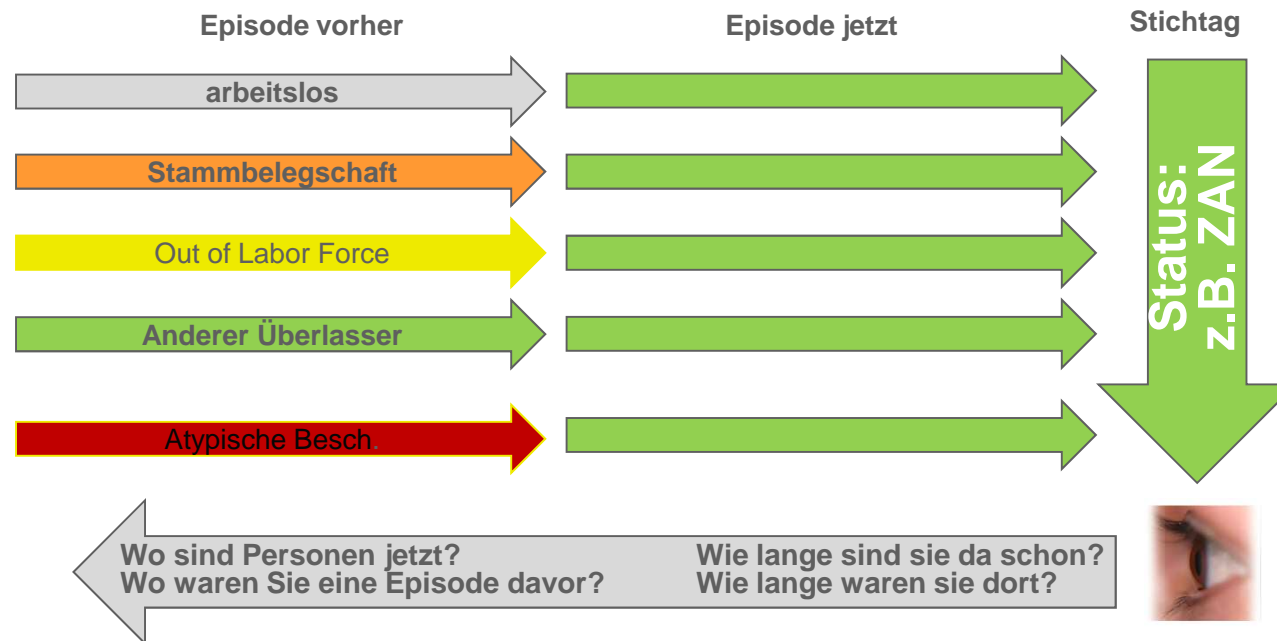 Episode vorher
Episode jetzt
Stichtag
arbeitslos
Stammbelegschaft
Out of Labor Force
Anderer Überlasser
Atypische Besch.
Status:
z.B. ZAN
Wo sind Personen jetzt?
Wo waren Sie eine Episode davor?
Wie lange sind sie da schon?
Wie lange waren sie dort?